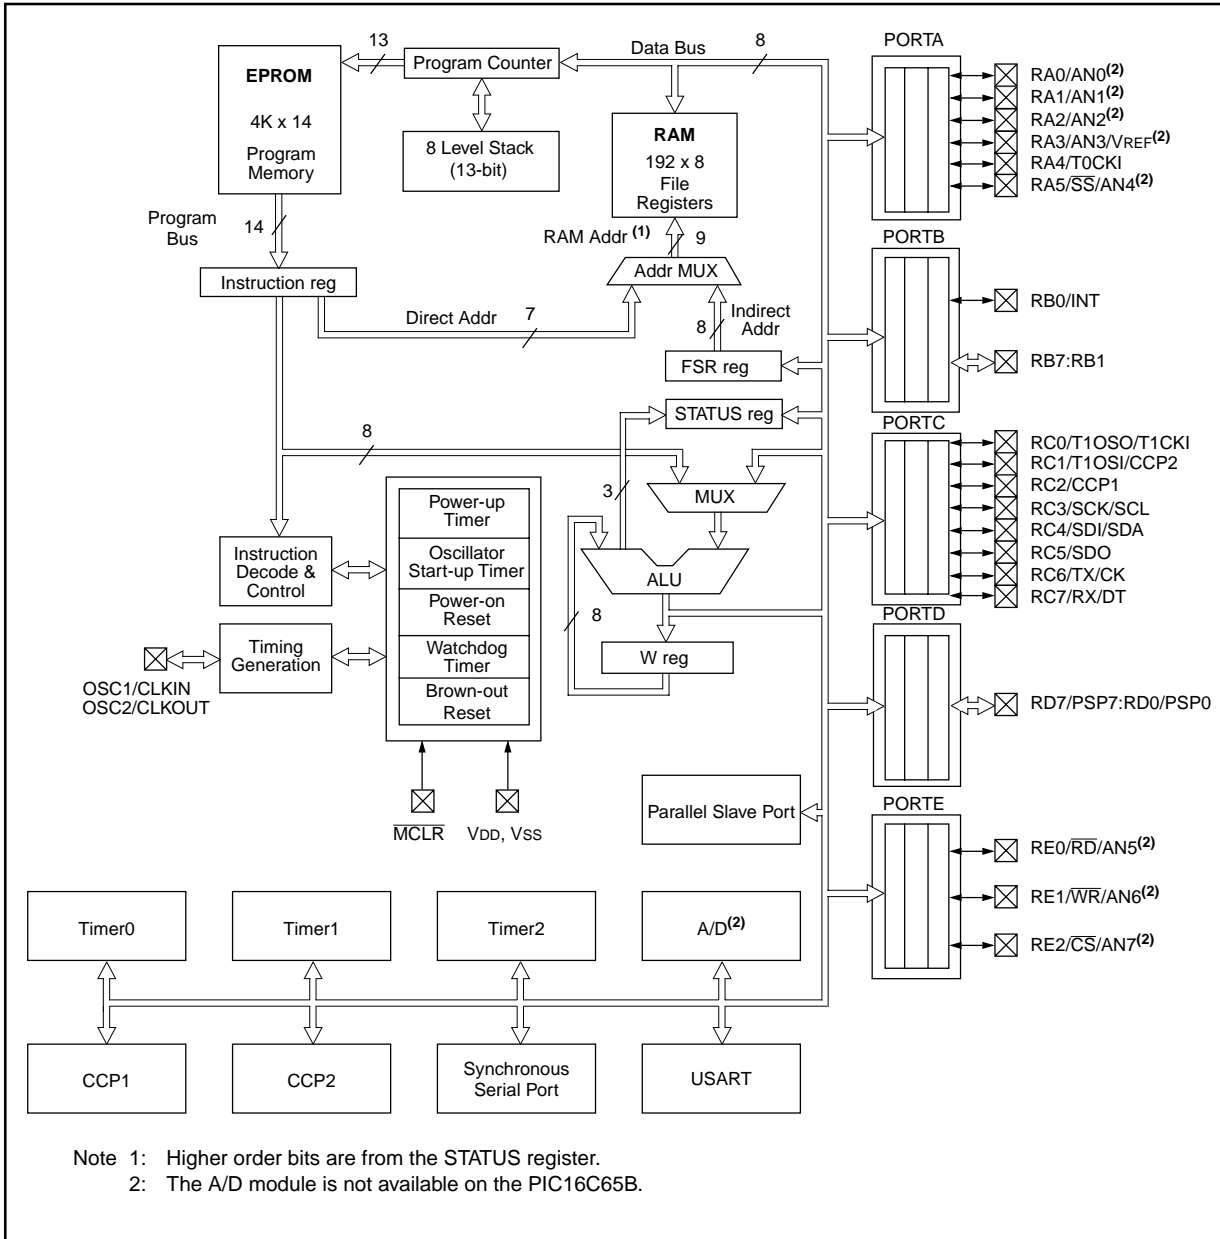 13
Data Bus
8
PORTA
EPROM
Program Counter
4K x 14
Program
Memory
8 Level Stack
(13-bit)
RAM
192 x 8
File
Registers
RA0/AN0(2)
RA1/AN1(2)
RA2/AN2(2)
RA3/AN3/VREF(2)
RA4/T0CKI
RA5/SS/AN4(2)
Program
Bus
14
RAM Addr (1)
9
PORTB
Instruction reg
Addr MUX
Direct Addr
7
8
Indirect
Addr
RB0/INT
FSR reg
RB7:RB1
STATUS reg
PORTC
8
3
MUX
RC0/T1OSO/T1CKI
RC1/T1OSI/CCP2
RC2/CCP1
RC3/SCK/SCL
RC4/SDI/SDA
RC5/SDO
RC6/TX/CK
RC7/RX/DT
Power-up
Timer
Instruction
Decode &
Control
Oscillator
Start-up Timer
ALU
Power-on
Reset
8
PORTD
Timing
Generation
Watchdog
Timer
W reg
OSC1/CLKIN
OSC2/CLKOUT
Brown-out
Reset
RD7/PSP7:RD0/PSP0
MCLR
VDD, VSS
Parallel Slave Port
PORTE
RE0/RD/AN5(2)
RE1/WR/AN6(2)
RE2/CS/AN7(2)
Timer0
Timer1
Timer2
A/D(2)
CCP1
CCP2
Synchronous
Serial Port
USART
Note 1: Higher order bits are from the STATUS register.
2: The A/D module is not available on the PIC16C65B.